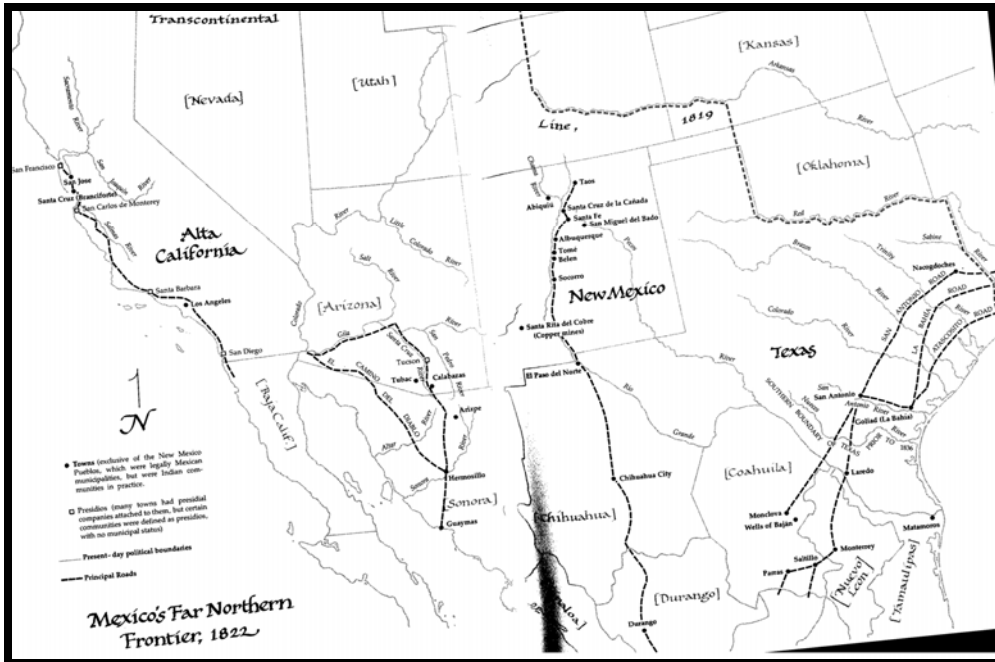 Transcontinental
Line,
1819
[Nevada]
[Utah]
[Kansas]
[Oklahoma]
Arkansas
River
Red
River
Sacramento
River
San Francisco
San Jose
San
Joaquin
River
Santa Cruz (Branciforte)
San Carlos de Monterey
Salinas
River
Alta
California
Santa Barbara
Los Angeles
San Diego
[Baja Calif.]
N
Colorado
River
Little
Colorado
River
Salt
River
[Arizona]
Gila
River
Santa Cruz
River
San
Pedro
River
Tucson
Tubac
Calabazas
EL
CAMINO
DEL
DIABLO
Arispe
Altar
River
River
Sonora
Hermosillo
[Sonora]
Guaymas
Chama
River
Abiquiú
Taos
Santa Cruz de la Cañada
Santa Fe
San Miguel del Bado
Albuquerque
Tomé
Belen
Socorro
Pecos
River
New Mexico
Santa Rita del Cobre
(Copper mines)
El Paso del Norte
Rio
Grande
Chihuahua City
[Chihuahua]
[Durango]
Durango
Texas
Brazos
River
Trinity
River
Sabine
River
Colorado
River
Nacogdoches
SAN ANTONIO ROAD
LA BAHIA ROAD
ATASCOSITO ROAD
San Antonio
San
Antonio River
Nueces
River
Goliad (La Bahía)
SOUTHERN BOUNDARY OF TEXAS PRIOR TO 1836
[Coahuila]
Laredo
Monclova
Wells of Baján
Saltillo
Parras
Monterrey
Matamoros
[Nuevo
León]
[Tamaulipas]
Towns (exclusive of the New Mexico
Pueblos, which were legally Mexican
municipalities, but were Indian com-
munities in practice.
Presidios (many towns had presidial
companies attached to them, but certain
communities were defined as presidios,
with no municipal status)
Present-day political boundaries
Principal Roads
Mexico's Far Northern
Frontier, 1822